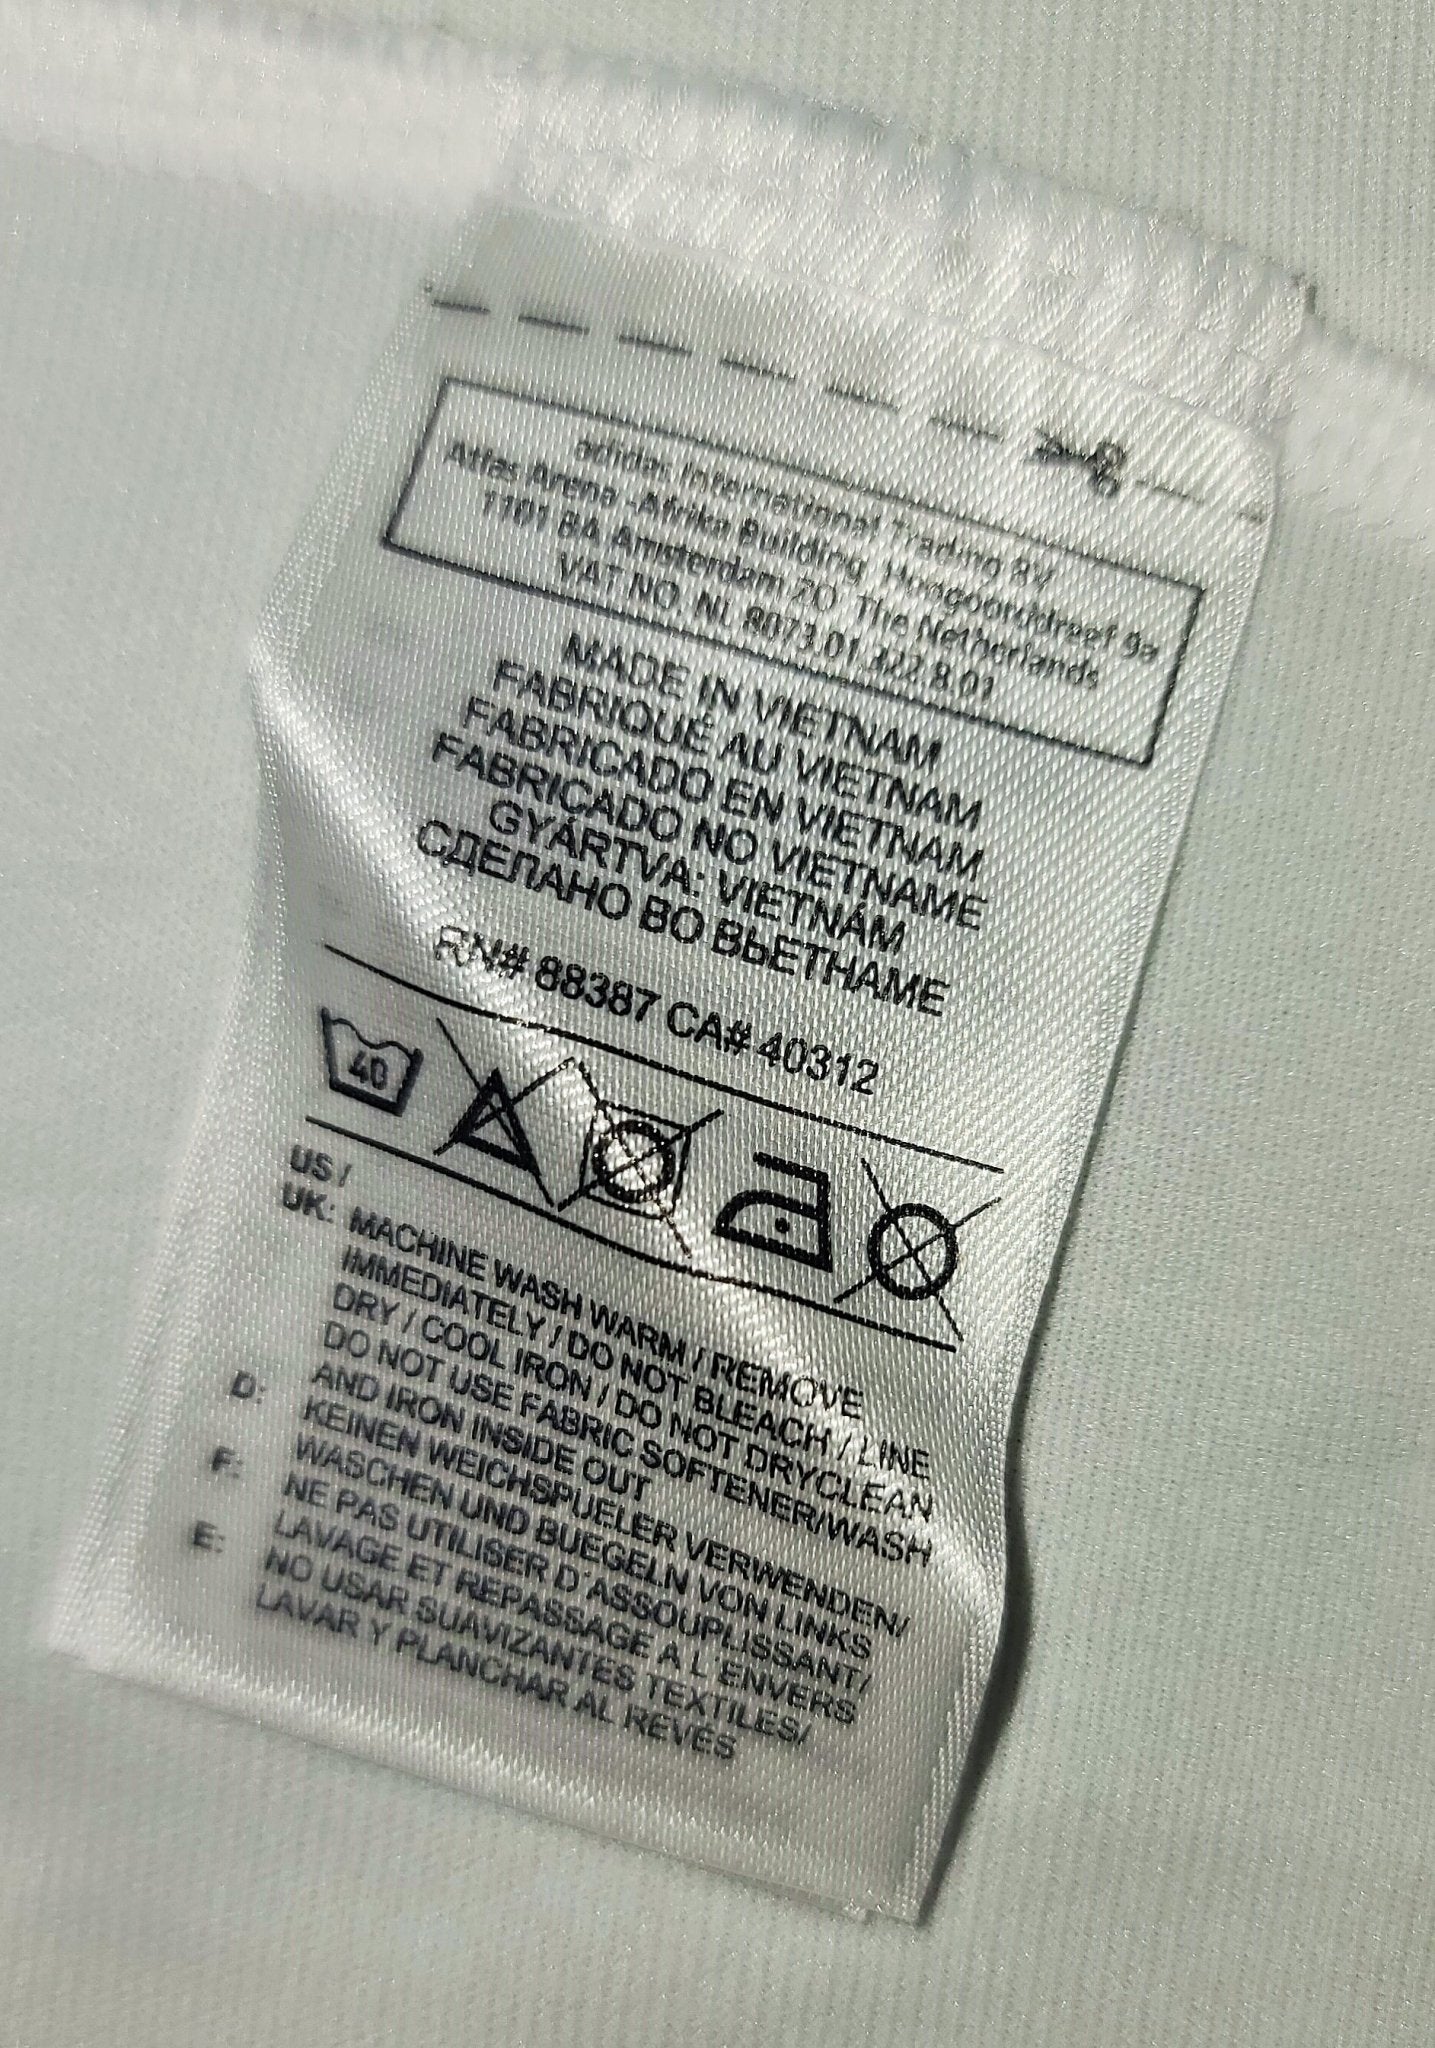 adidas International Trading BV
Atlas Arena -Afrika Building, Hoogoorddreef 9a
1101 BA Amsterdam ZO, The Netherlands
VAT NO. NL 8073.01.322.B.01
MADE IN VIETNAM
FABRIQUÉ AU VIETNAM
FABRICADO EN VIETNAM
FABRICADO NO VIETNAME
GYÁRTVA: VIETNÁM
СДЕЛАНО ВО ВЬЕТНАМЕ
RN# 88387 CA# 40312
40
US /
UK: MACHINE WASH WARM / REMOVE
IMMEDIATELY / DO NOT BLEACH / LINE
DRY / COOL IRON / DO NOT DRYCLEAN
DO NOT USE FABRIC SOFTENER/WASH
AND IRON INSIDE OUT
D: KEINEN WEICHSPUELER VERWENDEN/
WASCHEN UND BUEGELN VON LINKS
F: NE PAS UTILISER D'ASSOUPLISSANT/
LAVAGE ET REPASSAGE A L'ENVERS
E: NO USAR SUAVIZANTES TEXTILES/
LAVAR Y PLANCHAR AL REVÉS